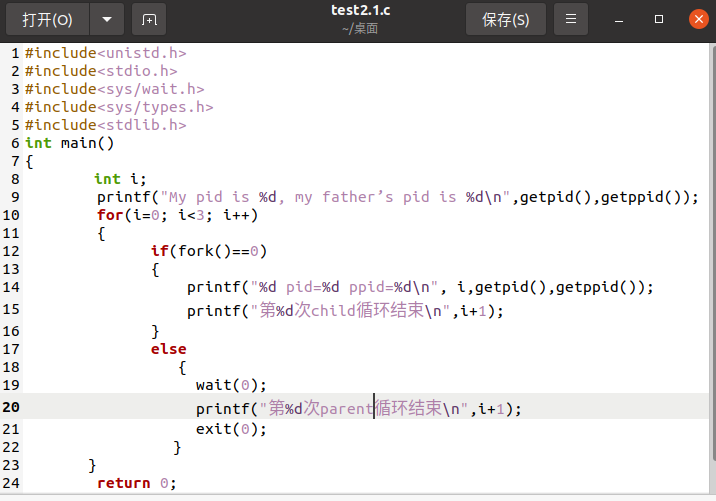 打开(O)
test2.1.c
~/桌面
保存(S)
1 #include<unistd.h>
2 #include<stdio.h>
3 #include<sys/wait.h>
4 #include<sys/types.h>
5 #include<stdlib.h>
6 int main()
7 {
8 int i;
9 printf("My pid is %d, my father’s pid is %d\n",getpid(),getppid());
10 for(i=0; i<3; i++)
11 {
12 if(fork()==0)
13 {
14 printf("%d pid=%d ppid=%d\n", i,getpid(),getppid());
15 printf("第%d次child循环结束\n",i+1);
16 }
17 else
18 {
19 wait(0);
20 printf("第%d次parent循环结束\n",i+1);
21 exit(0);
22 }
23 }
24 return 0;